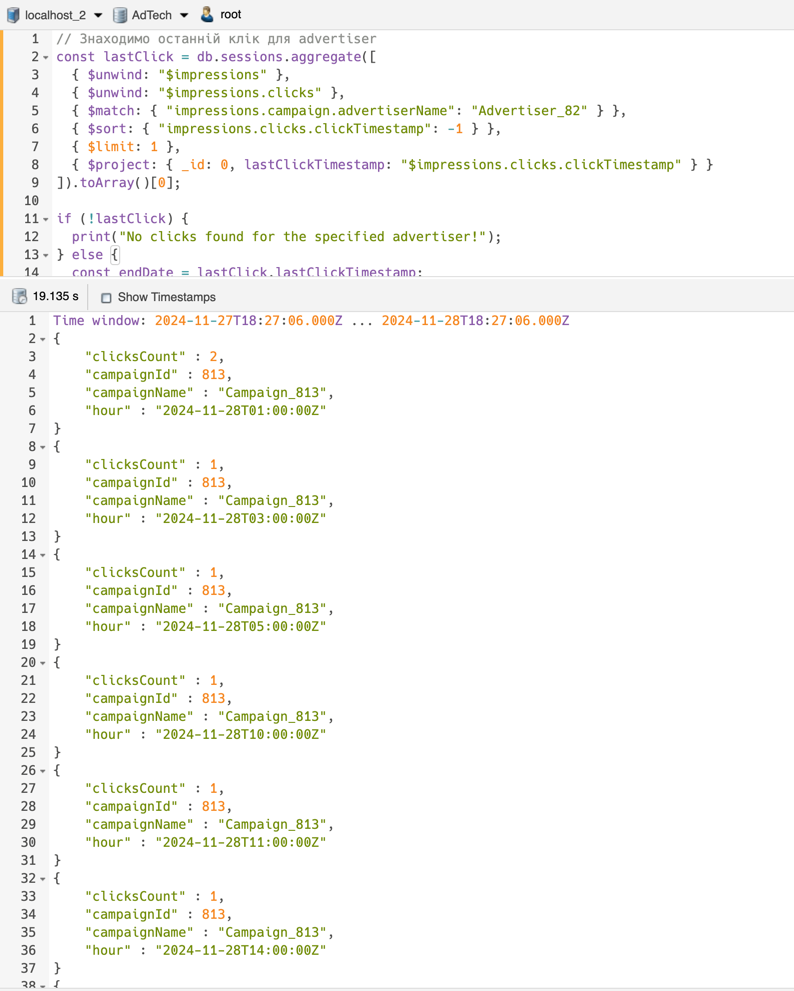 localhost_2 AdTech root
1 // Знаходимо останній клік для advertiser
2 const lastClick = db.sessions.aggregate([
3 { $unwind: "$impressions" },
4 { $unwind: "$impressions.clicks" },
5 { $match: { "impressions.campaign.advertiserName": "Advertiser_82" } },
6 { $sort: { "impressions.clicks.clickTimestamp": -1 } },
7 { $limit: 1 },
8 { $project: { _id: 0, lastClickTimestamp: "$impressions.clicks.clickTimestamp" } }
9 ]).toArray()[0];
10
11 if (!lastClick) {
12 print("No clicks found for the specified advertiser!");
13 } else {
14 const endDate = lastClick.lastClickTimestamp;
19.135 s Show Timestamps
1 Time window: 2024-11-27T18:27:06.000Z ... 2024-11-28T18:27:06.000Z
2 {
3 "clicksCount" : 2,
4 "campaignId" : 813,
5 "campaignName" : "Campaign_813",
6 "hour" : "2024-11-28T01:00:00Z"
7 }
8 {
9 "clicksCount" : 1,
10 "campaignId" : 813,
11 "campaignName" : "Campaign_813",
12 "hour" : "2024-11-28T03:00:00Z"
13 }
14 {
15 "clicksCount" : 1,
16 "campaignId" : 813,
17 "campaignName" : "Campaign_813",
18 "hour" : "2024-11-28T05:00:00Z"
19 }
20 {
21 "clicksCount" : 1,
22 "campaignId" : 813,
23 "campaignName" : "Campaign_813",
24 "hour" : "2024-11-28T10:00:00Z"
25 }
26 {
27 "clicksCount" : 1,
28 "campaignId" : 813,
29 "campaignName" : "Campaign_813",
30 "hour" : "2024-11-28T11:00:00Z"
31 }
32 {
33 "clicksCount" : 1,
34 "campaignId" : 813,
35 "campaignName" : "Campaign_813",
36 "hour" : "2024-11-28T14:00:00Z"
37 }
38 {